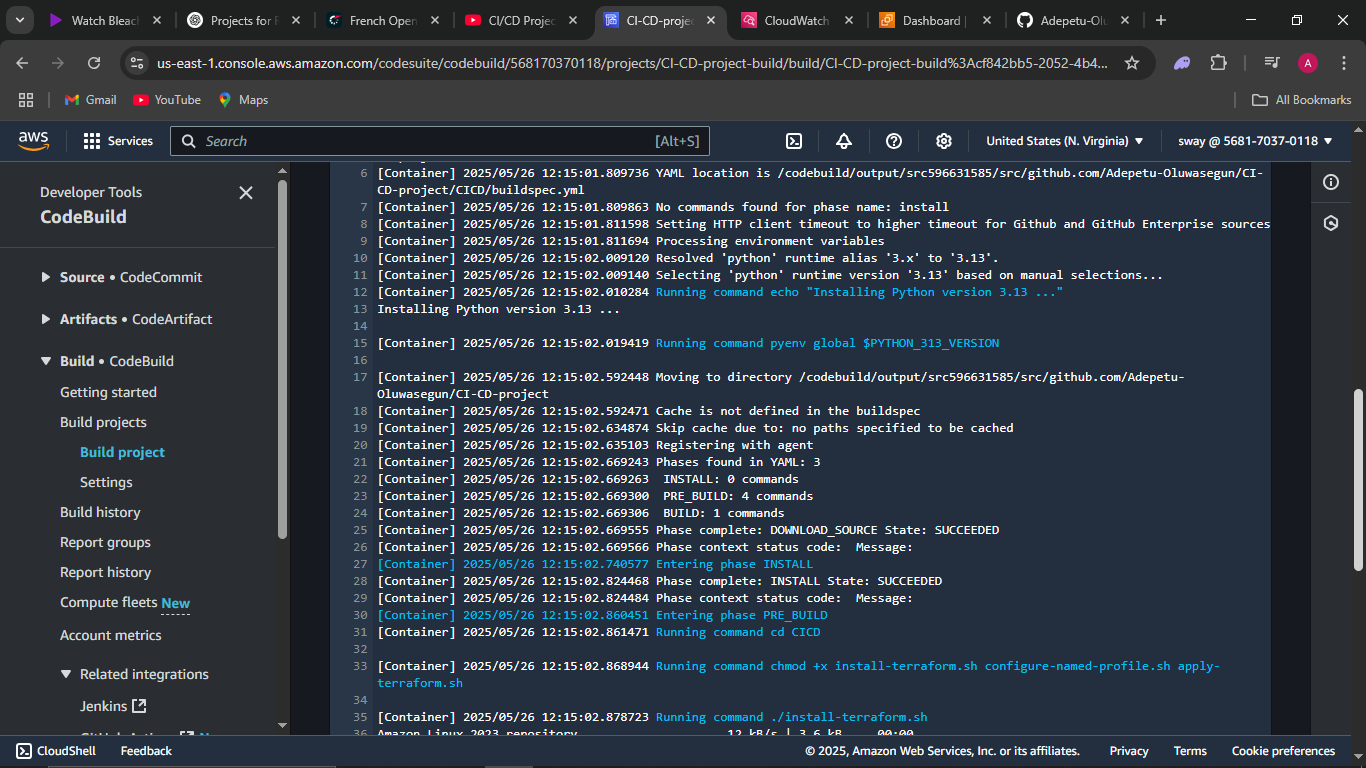 Watch Bleach
Projects for F
French Open
CI/CD Projec
CI-CD-projec
CloudWatch
Dashboard |
Adepetu-Olu
us-east-1.console.aws.amazon.com/codesuite/codebuild/568170370118/projects/CI-CD-project-build/build/CI-CD-project-build%3Acf842bb5-2052-4b4...
A
Gmail
YouTube
Maps
All Bookmarks
aws
Services
Search
[Alt+S]
United States (N. Virginia)
sway @ 5681-7037-0118
Developer Tools
CodeBuild
Source • CodeCommit
Artifacts • CodeArtifact
Build • CodeBuild
Getting started
Build projects
Build project
Settings
Build history
Report groups
Report history
Compute fleets New
Account metrics
Related integrations
Jenkins
6 [Container] 2025/05/26 12:15:01.809736 YAML location is /codebuild/output/src596631585/src/github.com/Adepetu-Oluwasegun/CI-
CD-project/CICD/buildspec.yml
7 [Container] 2025/05/26 12:15:01.809863 No commands found for phase name: install
8 [Container] 2025/05/26 12:15:01.811598 Setting HTTP client timeout to higher timeout for Github and GitHub Enterprise sources
9 [Container] 2025/05/26 12:15:01.811694 Processing environment variables
10 [Container] 2025/05/26 12:15:02.009120 Resolved 'python' runtime alias '3.x' to '3.13'.
11 [Container] 2025/05/26 12:15:02.009140 Selecting 'python' runtime version '3.13' based on manual selections...
12 [Container] 2025/05/26 12:15:02.010284 Running command echo "Installing Python version 3.13 ..."
13 Installing Python version 3.13 ...
14
15 [Container] 2025/05/26 12:15:02.019419 Running command pyenv global $PYTHON_313_VERSION
16
17 [Container] 2025/05/26 12:15:02.592448 Moving to directory /codebuild/output/src596631585/src/github.com/Adepetu-
Oluwasegun/CI-CD-project
18 [Container] 2025/05/26 12:15:02.592471 Cache is not defined in the buildspec
19 [Container] 2025/05/26 12:15:02.634874 Skip cache due to: no paths specified to be cached
20 [Container] 2025/05/26 12:15:02.635103 Registering with agent
21 [Container] 2025/05/26 12:15:02.669243 Phases found in YAML: 3
22 [Container] 2025/05/26 12:15:02.669263 INSTALL: 0 commands
23 [Container] 2025/05/26 12:15:02.669300 PRE_BUILD: 4 commands
24 [Container] 2025/05/26 12:15:02.669306 BUILD: 1 commands
25 [Container] 2025/05/26 12:15:02.669555 Phase complete: DOWNLOAD_SOURCE State: SUCCEEDED
26 [Container] 2025/05/26 12:15:02.669566 Phase context status code: Message:
27 [Container] 2025/05/26 12:15:02.740577 Entering phase INSTALL
28 [Container] 2025/05/26 12:15:02.824468 Phase complete: INSTALL State: SUCCEEDED
29 [Container] 2025/05/26 12:15:02.824484 Phase context status code: Message:
30 [Container] 2025/05/26 12:15:02.860451 Entering phase PRE_BUILD
31 [Container] 2025/05/26 12:15:02.861471 Running command cd CICD
32
33 [Container] 2025/05/26 12:15:02.868944 Running command chmod +x install-terraform.sh configure-named-profile.sh apply-
terraform.sh
34
35 [Container] 2025/05/26 12:15:02.878723 Running command ./install-terraform.sh
36 Amazon Linux 2023 repository 12 kB/s | 3.6 kB 00:00
CloudShell
Feedback
© 2025, Amazon Web Services, Inc. or its affiliates.
Privacy
Terms
Cookie preferences